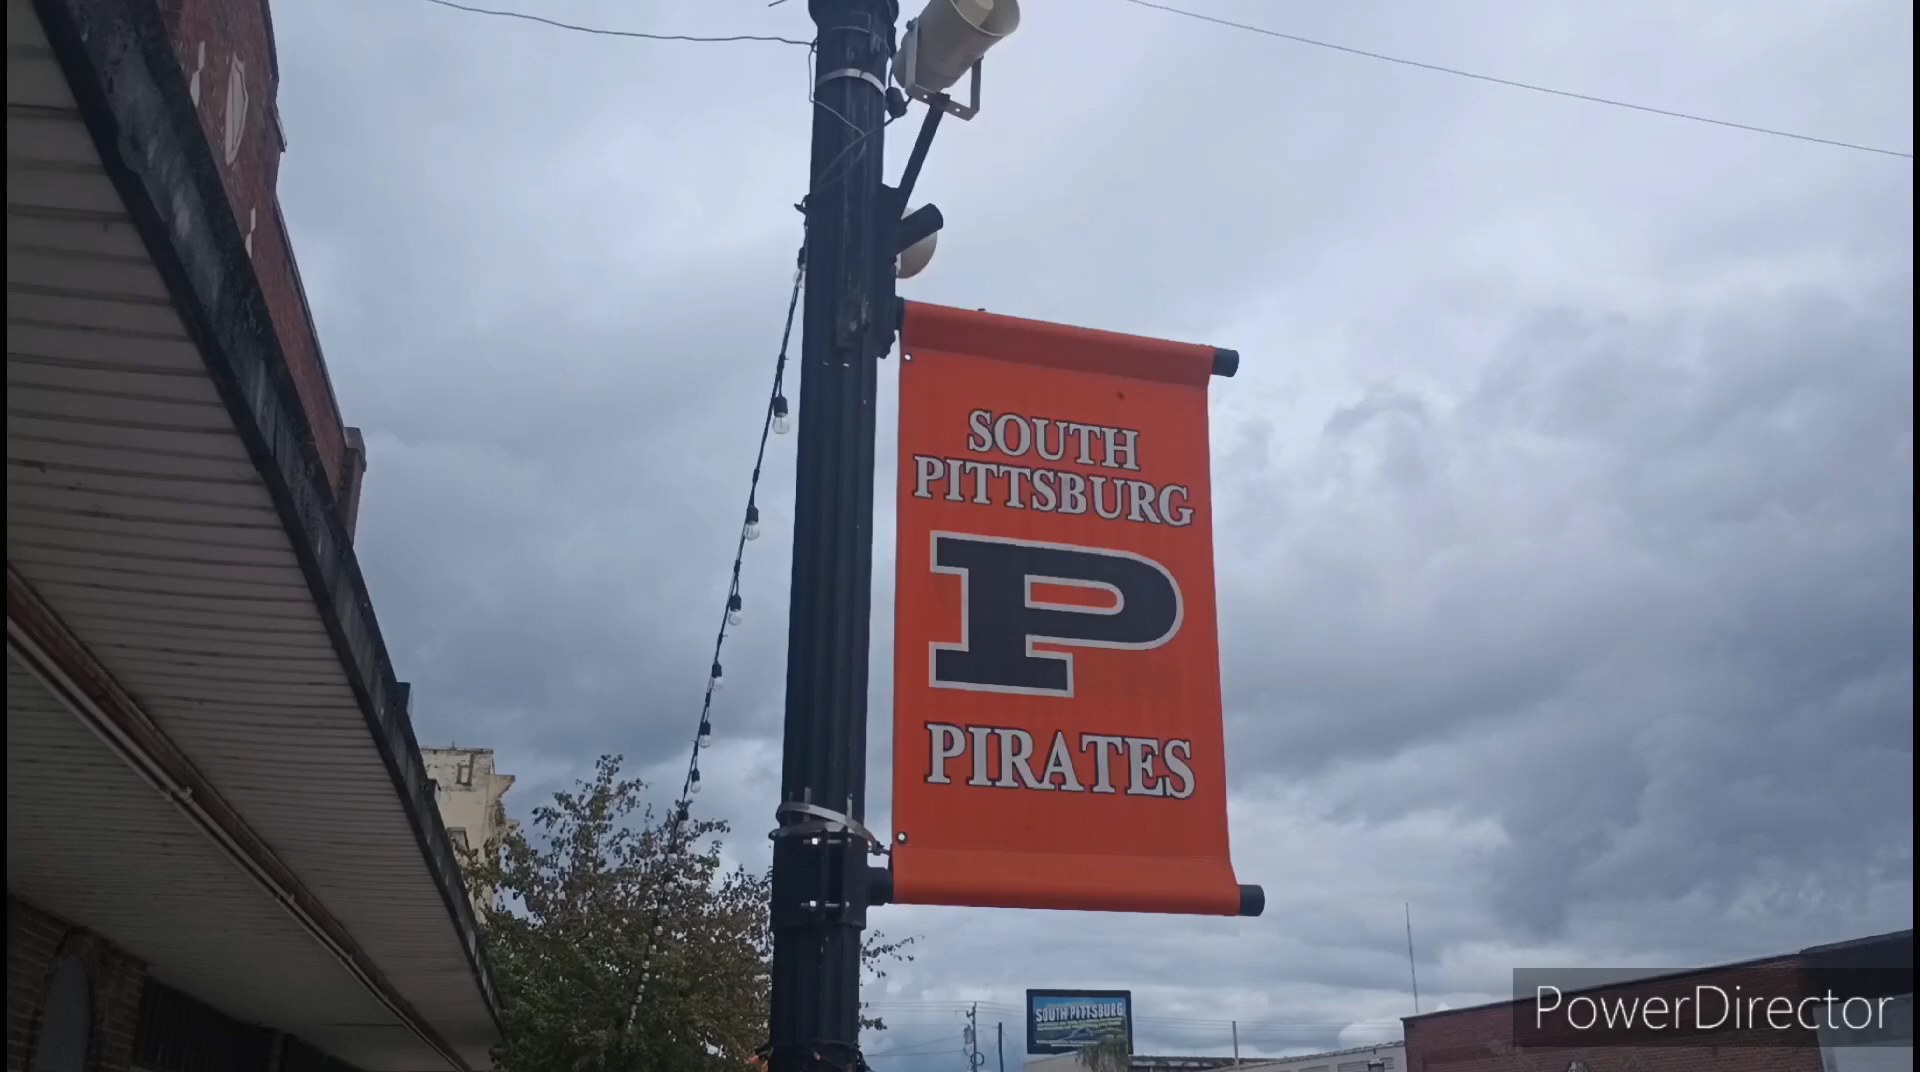 SOUTH
PITTSBURG
P
PIRATES
SOUTH PITTSBURG
PowerDirector